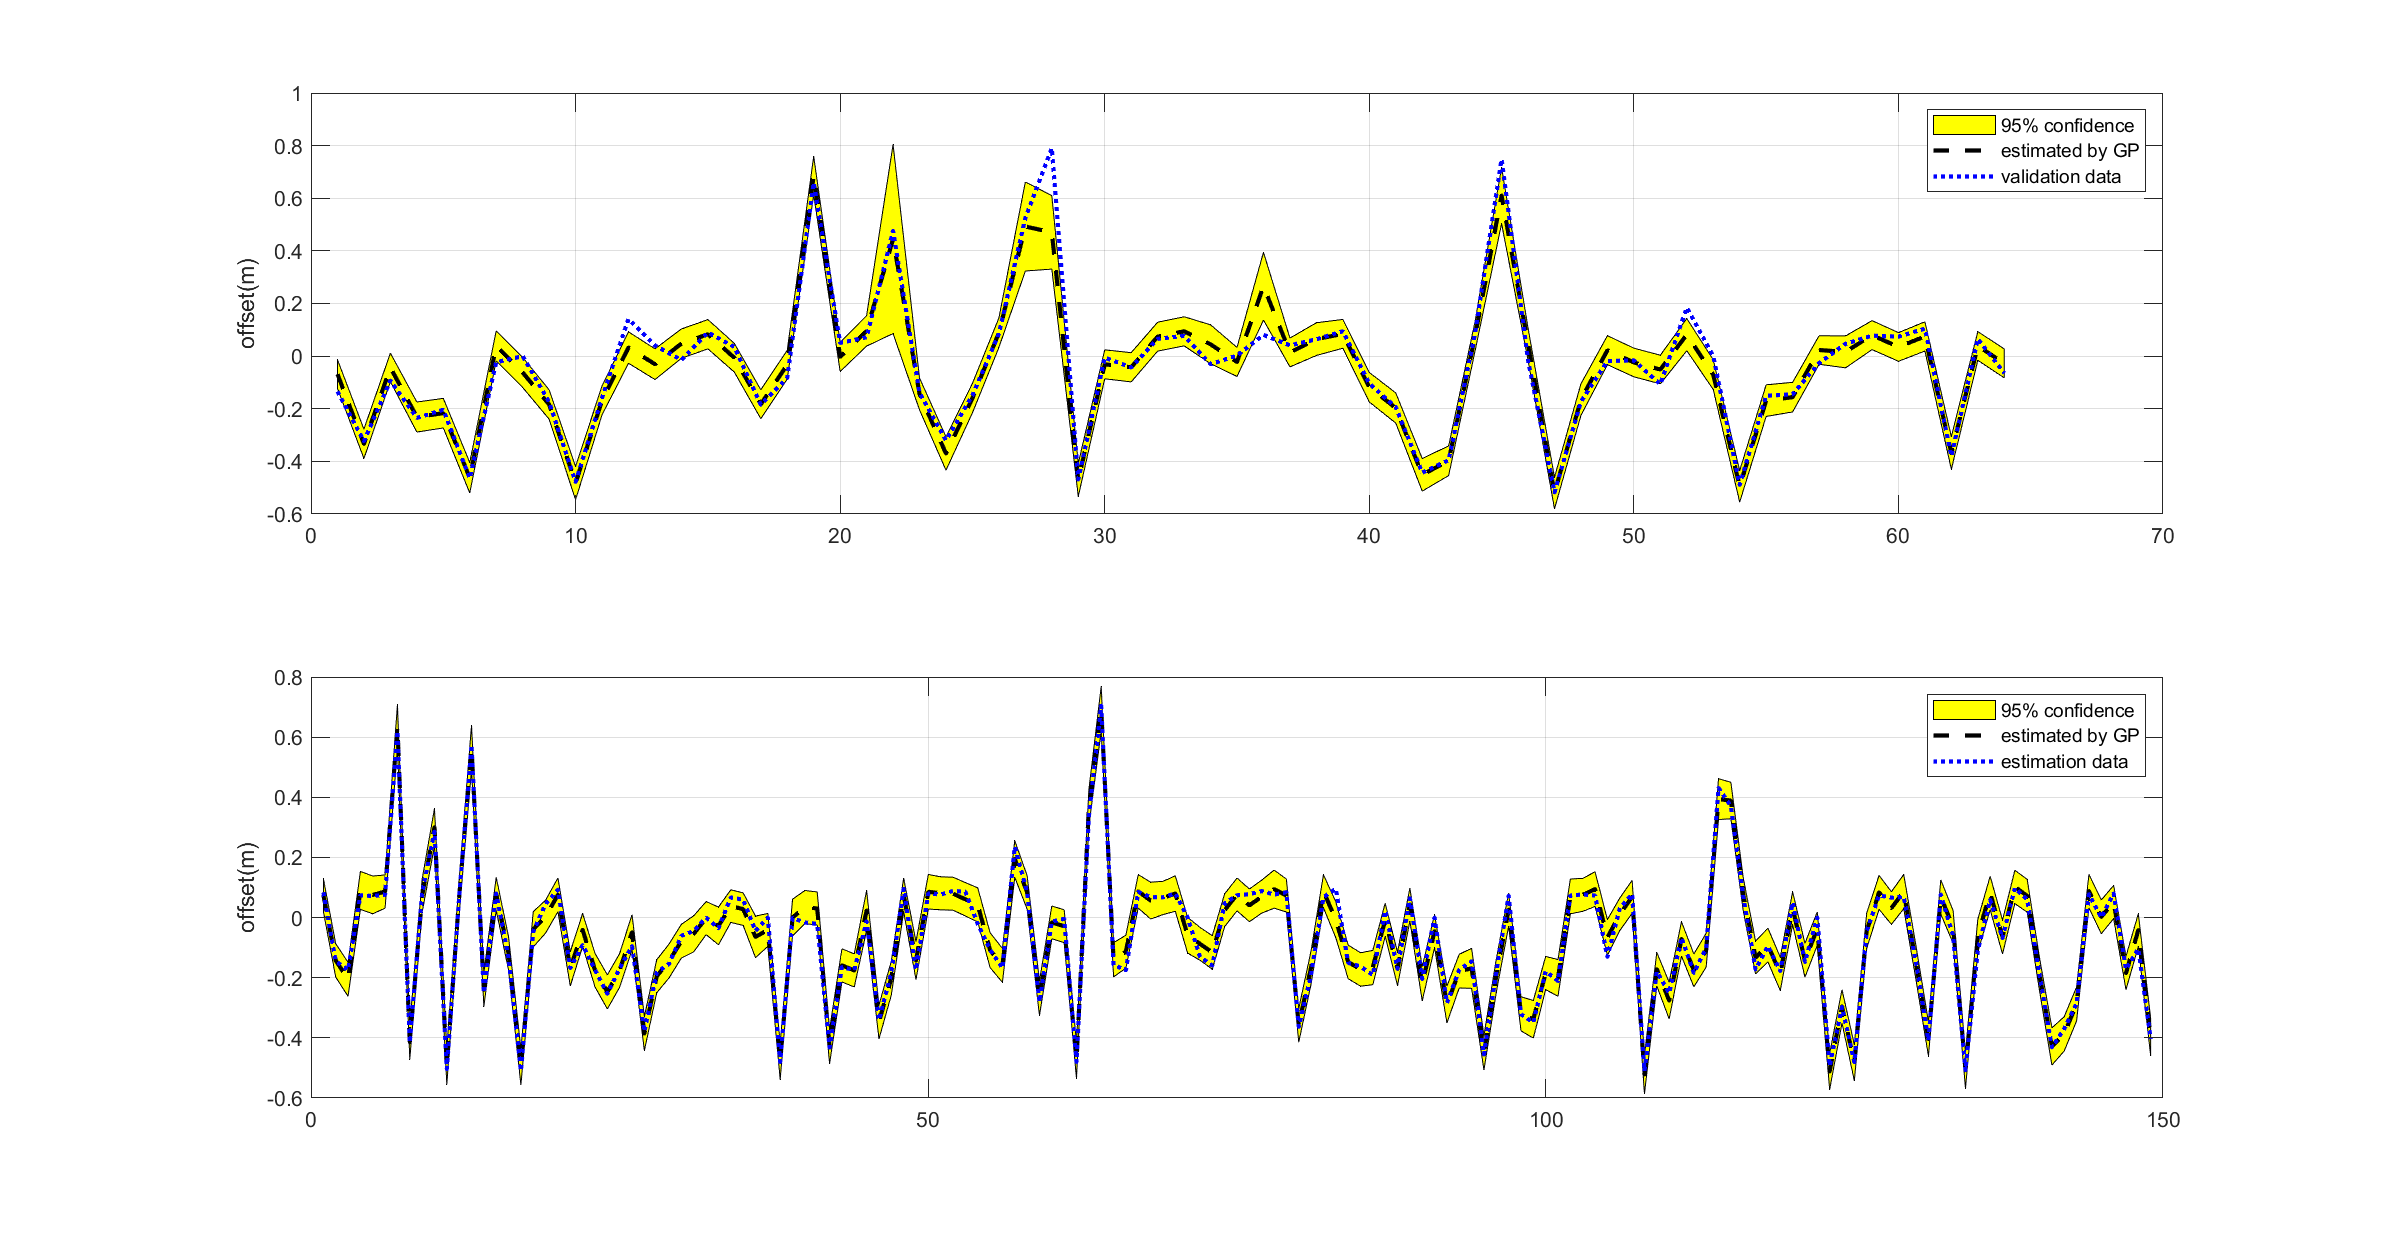 1
0.8
0.6
0.4
0.2
0
-0.2
-0.4
-0.6
offset(m)
0 10 20 30 40 50 60 70
95% confidence
estimated by GP
validation data
0.8
0.6
0.4
0.2
0
-0.2
-0.4
-0.6
offset(m)
0 50 100 150
95% confidence
estimated by GP
estimation data